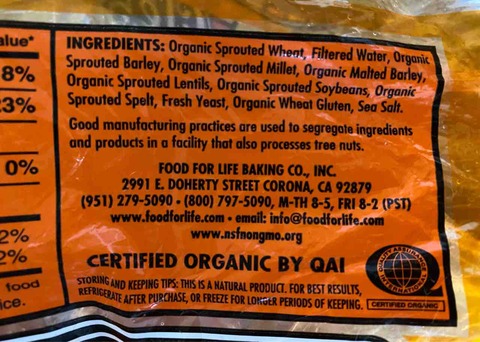 alue*
8%
23%
0%
2%
2%
food
ice.
INGREDIENTS: Organic Sprouted Wheat, Filtered Water, Organic
Sprouted Barley, Organic Sprouted Millet, Organic Malted Barley,
Organic Sprouted Lentils, Organic Sprouted Soybeans, Organic
Sprouted Spelt, Fresh Yeast, Organic Wheat Gluten, Sea Salt.
Good manufacturing practices are used to segregate ingredients
and products in a facility that also processes tree nuts.
FOOD FOR LIFE BAKING CO., INC.
2991 E. DOHERTY STREET CORONA, CA 92879
(951) 279-5090 • (800) 797-5090, M-TH 8-5, FRI 8-2 (PST)
www.foodforlife.com • email: info@foodforlife.com
www.nsfnongmo.org
CERTIFIED ORGANIC BY QAI
STORING AND KEEPING TIPS: THIS IS A NATURAL PRODUCT. FOR BEST RESULTS,
REFRIGERATE AFTER PURCHASE, OR FREEZE FOR LONGER PERIODS OF KEEPING.
QUALITY ASSURANCE
INTERNATIONAL
CERTIFIED ORGANIC